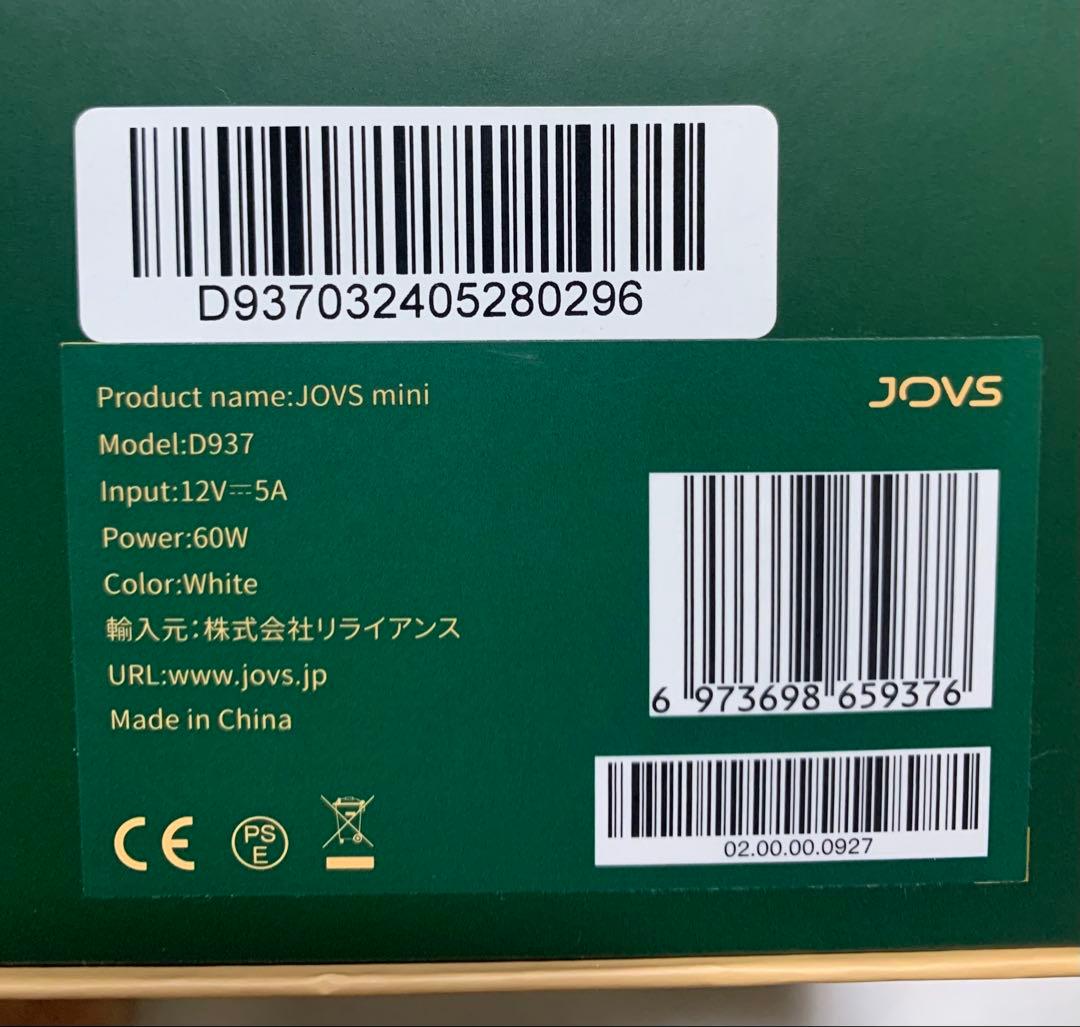 D937032405280296
JOVS
Product name:JOVS mini
Model:D937
Input:12V⎓5A
Power:60W
Color:White
輸入元：株式会社リライアンス
URL:www.jovs.jp
Made in China
6 973698 659376
02.00.00.0927
CE
PS
E